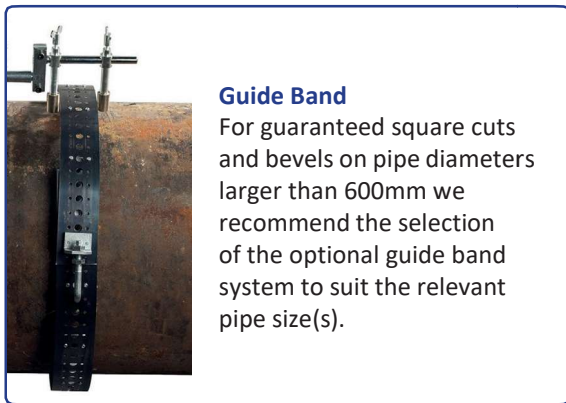 Guide Band
For guaranteed square cuts
and bevels on pipe diameters
larger than 600mm we
recommend the selection
of the optional guide band
system to suit the relevant
pipe size(s).